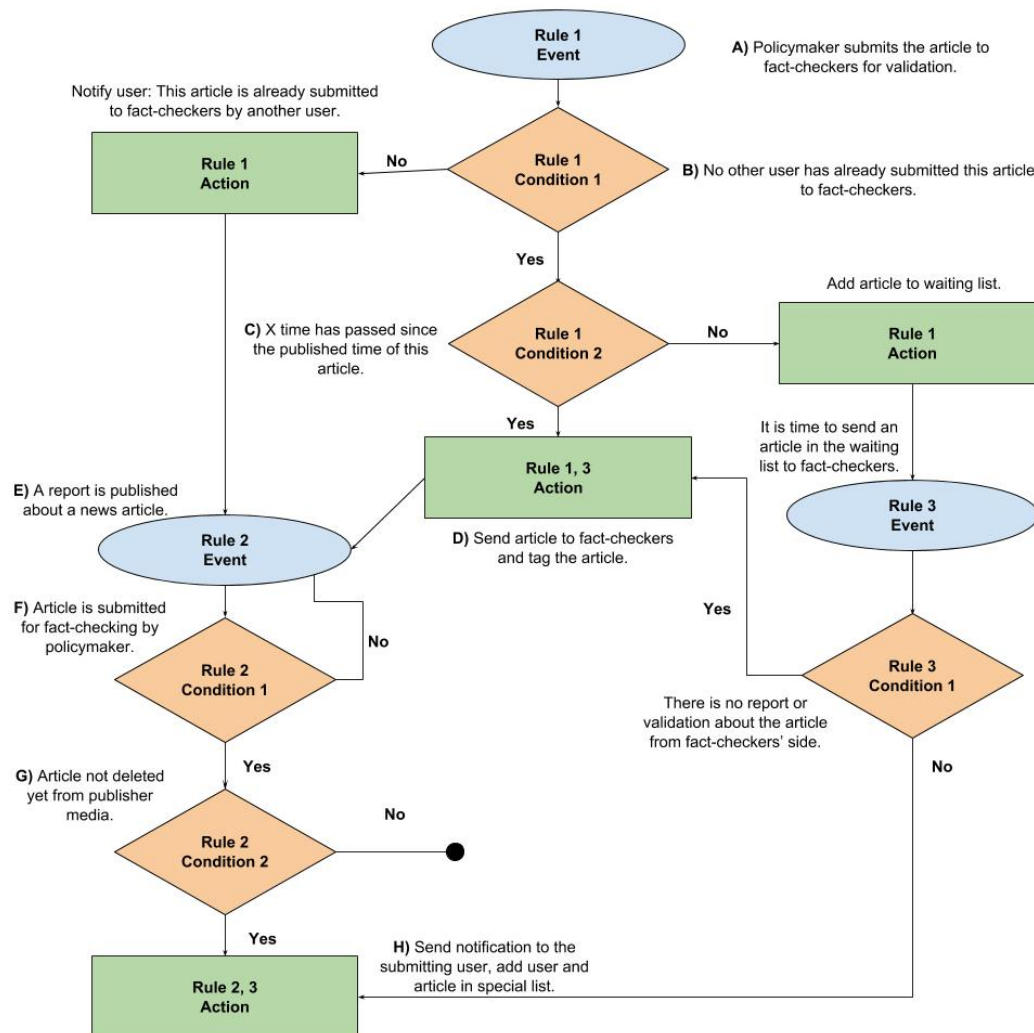 Rule 1
Event
A) Policymaker submits the article to
fact-checkers for validation.
Notify user: This article is already submitted
to fact-checkers by another user.
Rule 1
Action
No
Rule 1
Condition 1
B) No other user has already submitted this article
to fact-checkers.
Yes
Add article to waiting list.
C) X time has passed since
the published time of this
article.
Rule 1
Condition 2
No
Rule 1
Action
Yes
It is time to send an
article in the waiting
list to fact-checkers.
Rule 1, 3
Action
E) A report is published
about a news article.
Rule 3
Event
Rule 2
Event
D) Send article to fact-checkers
and tag the article.
F) Article is submitted
for fact-checking by
policymaker.
No
Yes
Rule 2
Condition 1
Rule 3
Condition 1
There is no report or
validation about the article
from fact-checkers’ side.
Yes
No
G) Article not deleted
yet from publisher
media.
No
Rule 2
Condition 2
Yes
H) Send notification to the
submitting user, add user and
article in special list.
Rule 2, 3
Action